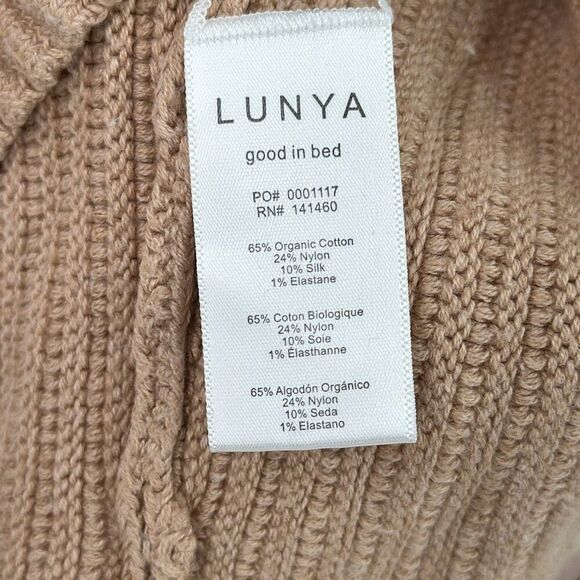 LUNYA
good in bed
PO# 0001117
RN# 141460
65% Organic Cotton
24% Nylon
10% Silk
1% Elastane
65% Coton Biologique
24% Nylon
10% Soie
1% Élasthanne
65% Algodón Orgánico
24% Nylon
10% Seda
1% Elastano